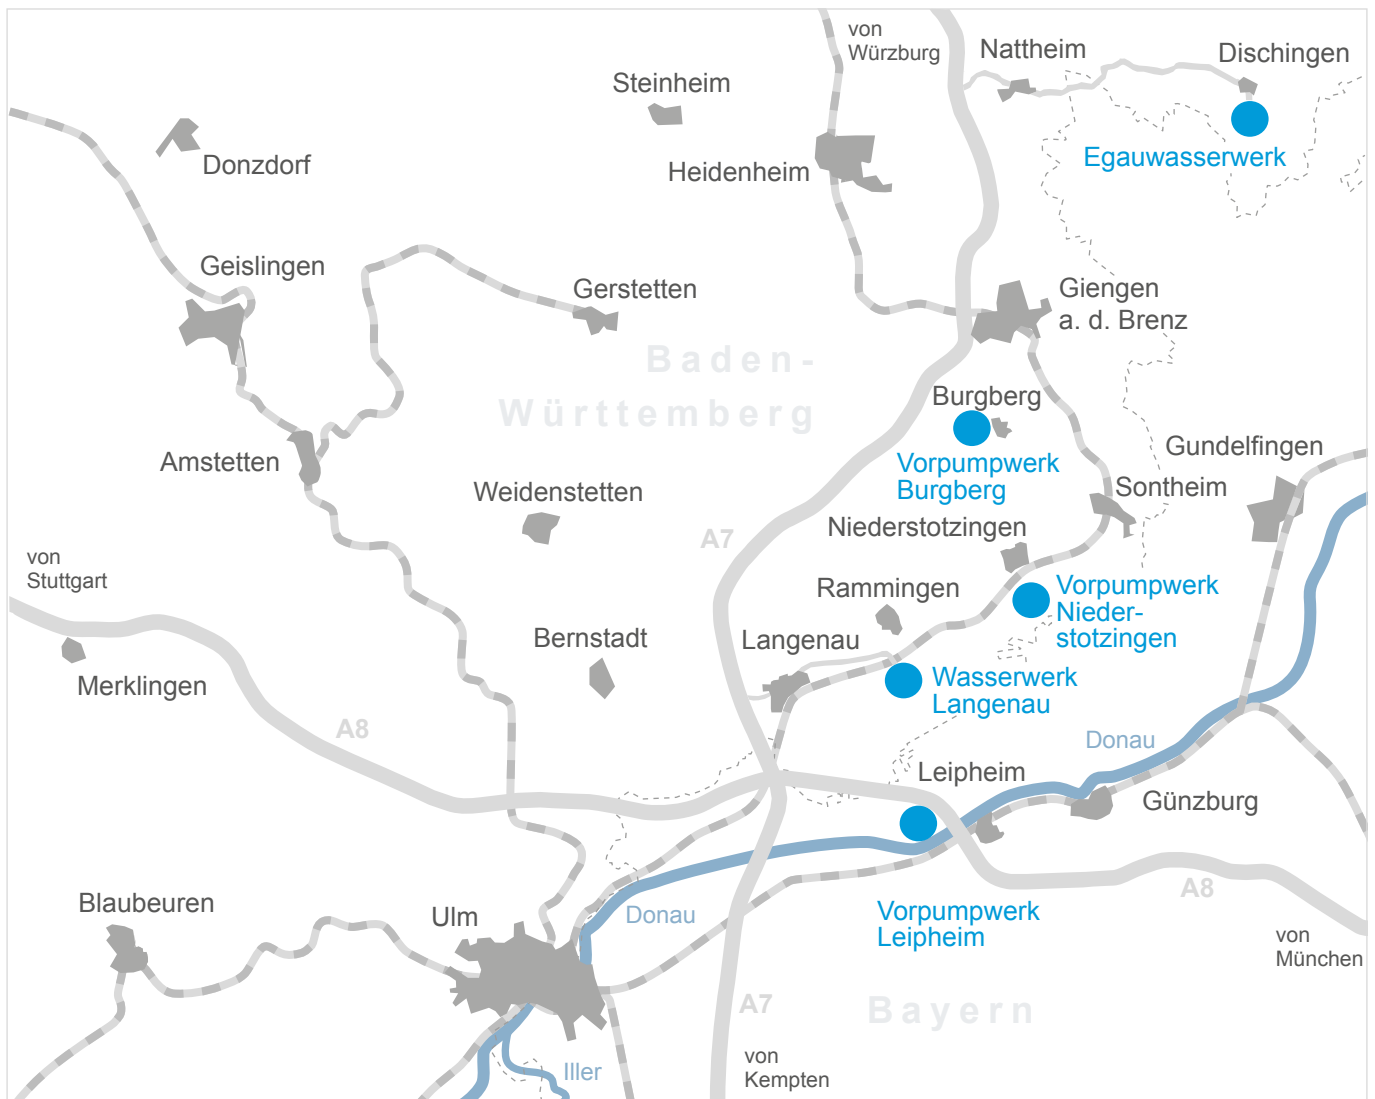 von
Würzburg
Nattheim
Dischingen
Steinheim
Donzdorf
Heidenheim
Egauwasserwerk
Geislingen
Gerstetten
Giengen
a. d. Brenz
Baden-
Württemberg
Burgberg
Vorpumpwerk
Burgberg
Gundelfingen
Amstetten
Weidenstetten
Sontheim
Niederstotzingen
A7
von
Stuttgart
Rammingen
Vorpumpwerk
Nieder-
stotzingen
Bernstadt
Langenau
Merklingen
Wasserwerk
Langenau
A8
Donau
Leipheim
Günzburg
Blaubeuren
Ulm
Donau
Vorpumpwerk
Leipheim
A8
von
München
A7
Bayern
von
Kempten
Iller